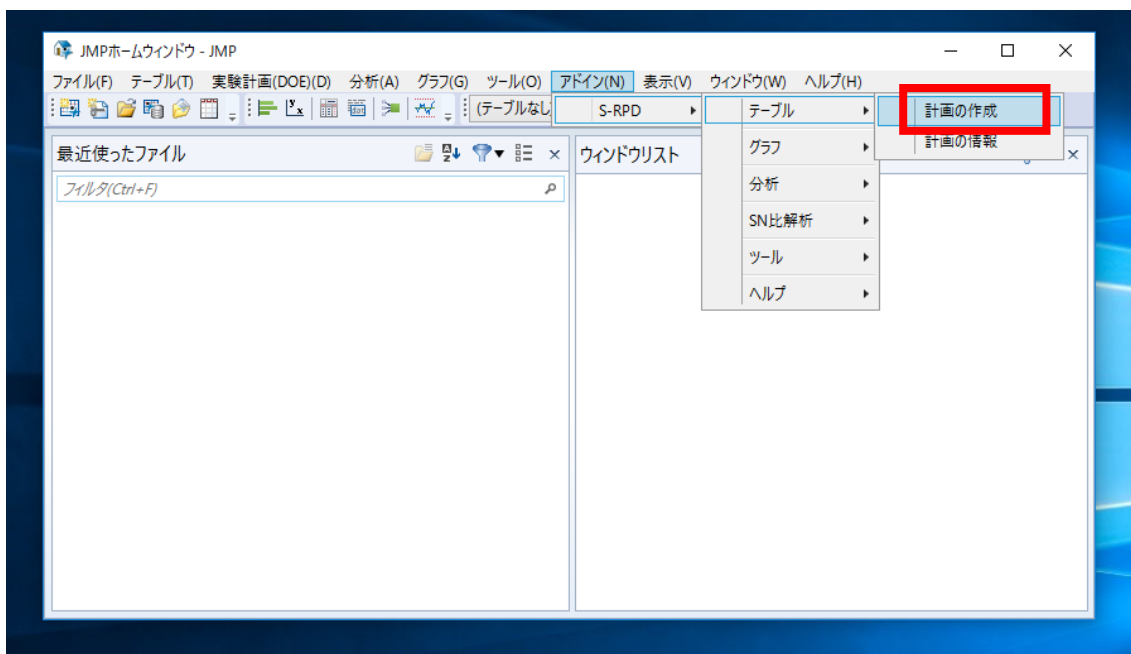 JMPホームウィンドウ - JMP
ファイル(F) テーブル(T) 実験計画(DOE)(D) 分析(A) グラフ(G) ツール(O) アドイン(N) 表示(V) ウィンドウ(W) ヘルプ(H)
(テーブルなし S-RPD テーブル 計画の作成
最近使ったファイル ウィンドウリスト グラフ 計画の情報
フィルタ(Ctrl+F) 分析
SN比解析
ツール
ヘルプ